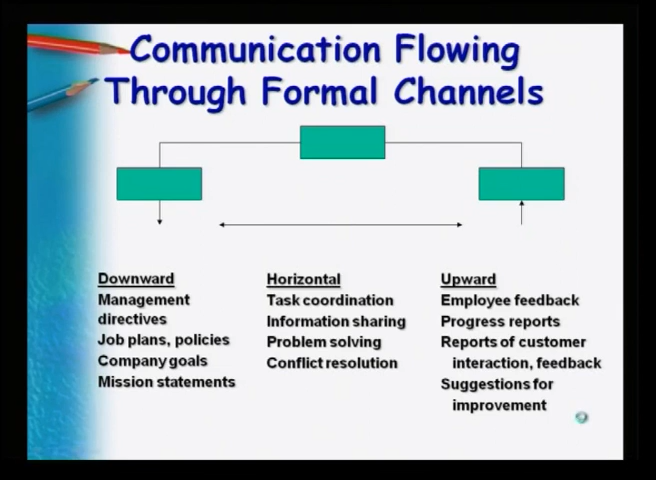 Communication Flowing
Through Formal Channels
Downward
Management
directives
Job plans, policies
Company goals
Mission statements
Horizontal
Task coordination
Information sharing
Problem solving
Conflict resolution
Upward
Employee feedback
Progress reports
Reports of customer
interaction, feedback
Suggestions for
improvement